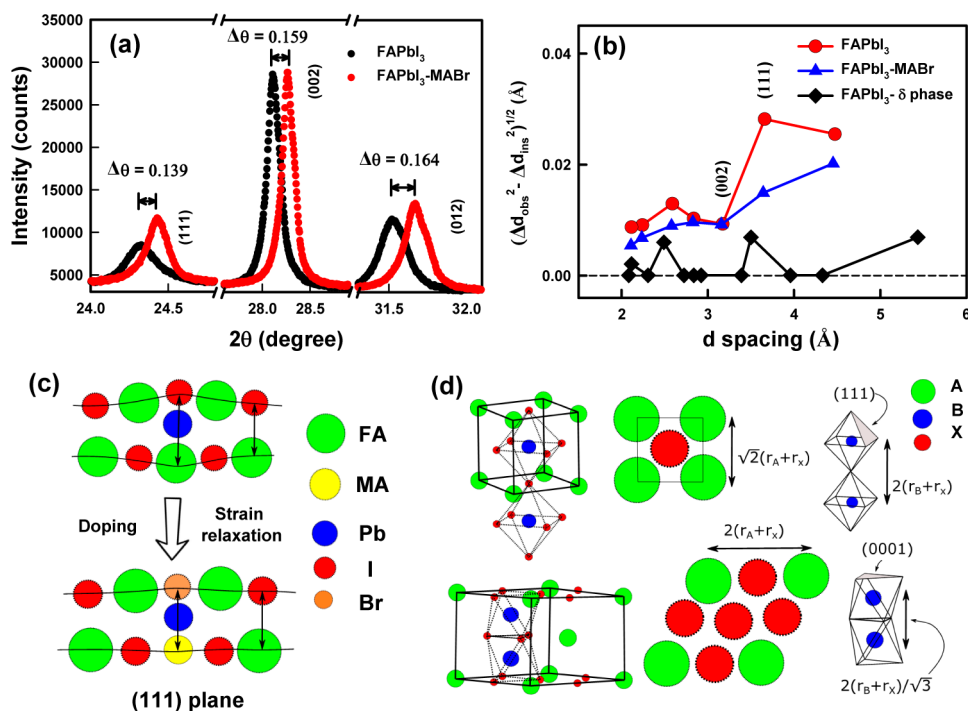 (a)
Intensity (counts)
35000
30000
25000
20000
15000
10000
5000
Δθ = 0.159
Δθ = 0.139
Δθ = 0.164
(111)
(002)
(012)
FAPbI3
FAPbI3-MABr
24.0 24.5 28.0 28.5 31.5 32.0
2θ (degree)
(b)
(Δdobs2 - Δdins2)1/2 (Å)
0.04
0.02
0.00
FAPbI3
FAPbI3-MABr
FAPbI3- δ phase
(002)
(111)
1 2 3 4 5 6
d spacing (Å)
(c)
Doping
Strain
relaxation
(111) plane
FA
MA
Pb
I
Br
(d)
√2(rA+rX)
(111)
2(rB+rX)
A
B
X
2(rA+rX)
(0001)
2(rB+rX)/√3